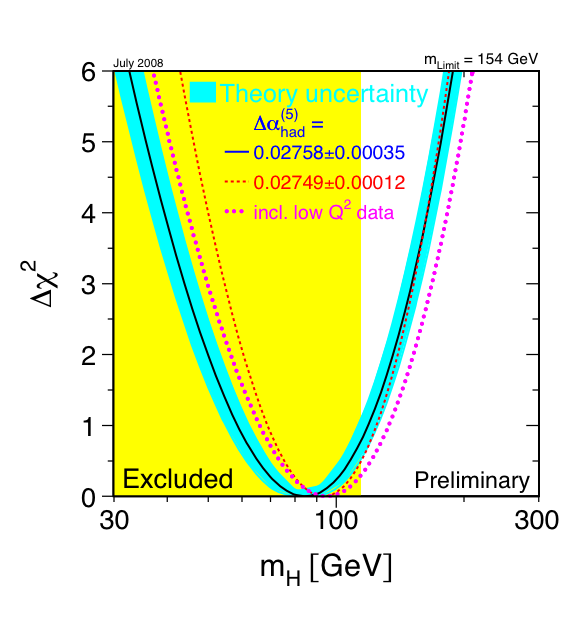 July 2008
m_Limit = 154 GeV
Theory uncertainty
Δα_had^(5) =
0.02758±0.00035
0.02749±0.00012
incl. low Q² data
6
5
4
3
2
1
0
Δχ²
Excluded
Preliminary
30
100
300
m_H [GeV]